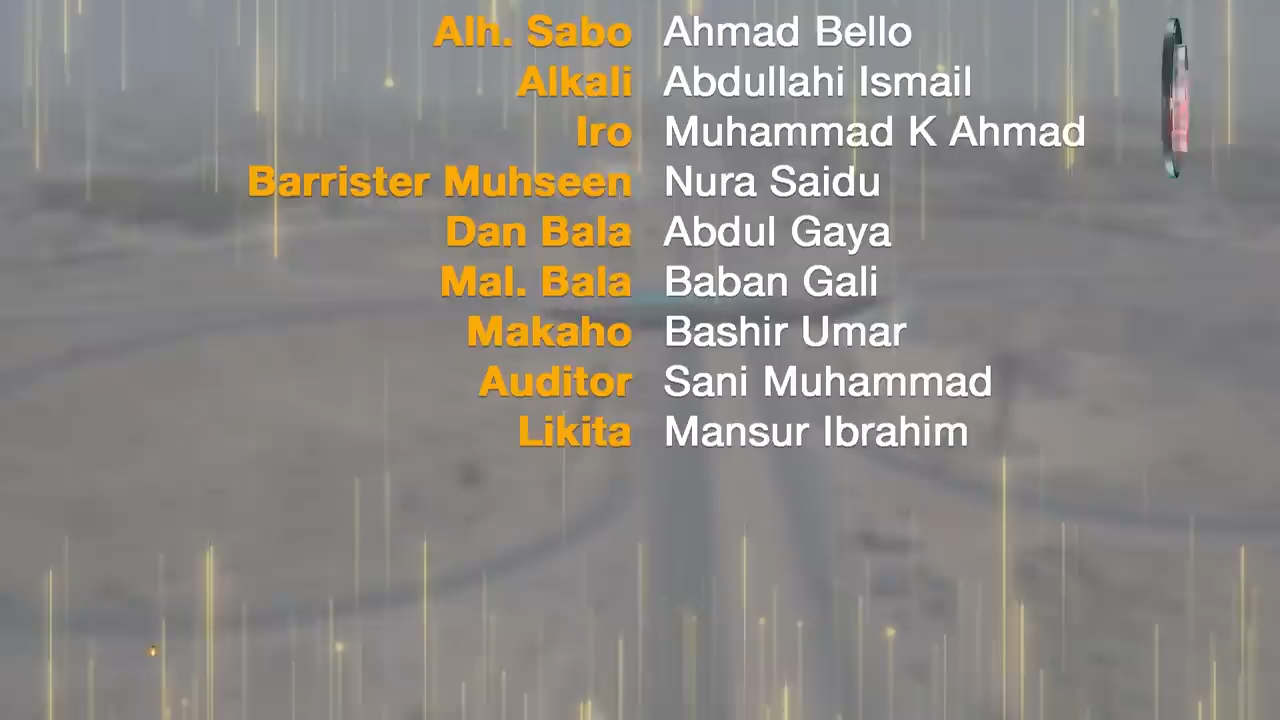 Alh. Sabo Ahmad Bello
Alkali Abdullahi Ismail
Iro Muhammad K Ahmad
Barrister Muhseen Nura Saidu
Dan Bala Abdul Gaya
Mal. Bala Baban Gali
Makaho Bashir Umar
Auditor Sani Muhammad
Likita Mansur Ibrahim